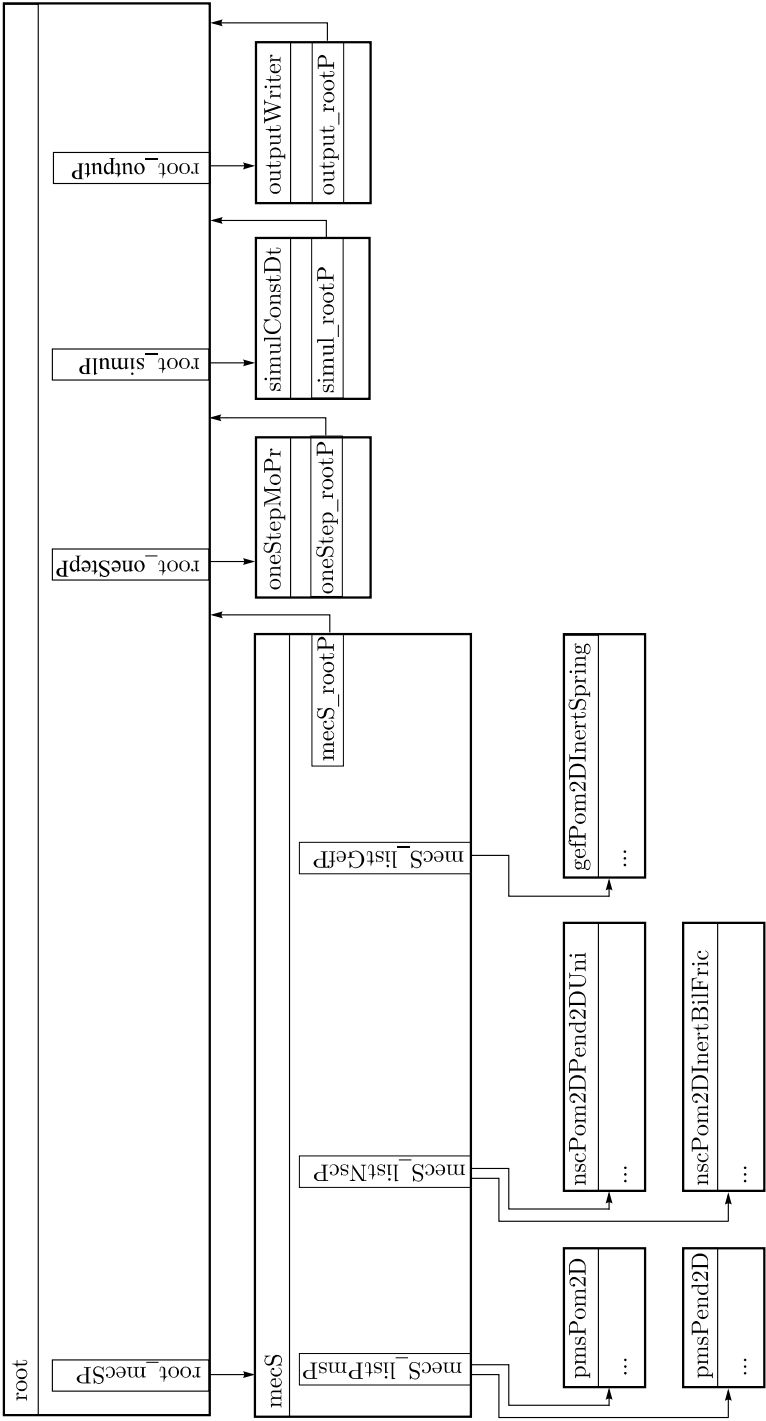 root
root_mecSP
root_oneStepP
root_simulP
root_outputP
mecS
mecS_rootP
oneStepMoPr
oneStep_rootP
simulConstDt
simul_rootP
outputWriter
output_rootP
mecS_listPmsP
mecS_listNscP
mecS_listGefP
pmsPom2D
...
nscPom2DPend2DUni
...
gefPom2DInertSpring
...
pmsPend2D
...
nscPom2DInertBilFric
...